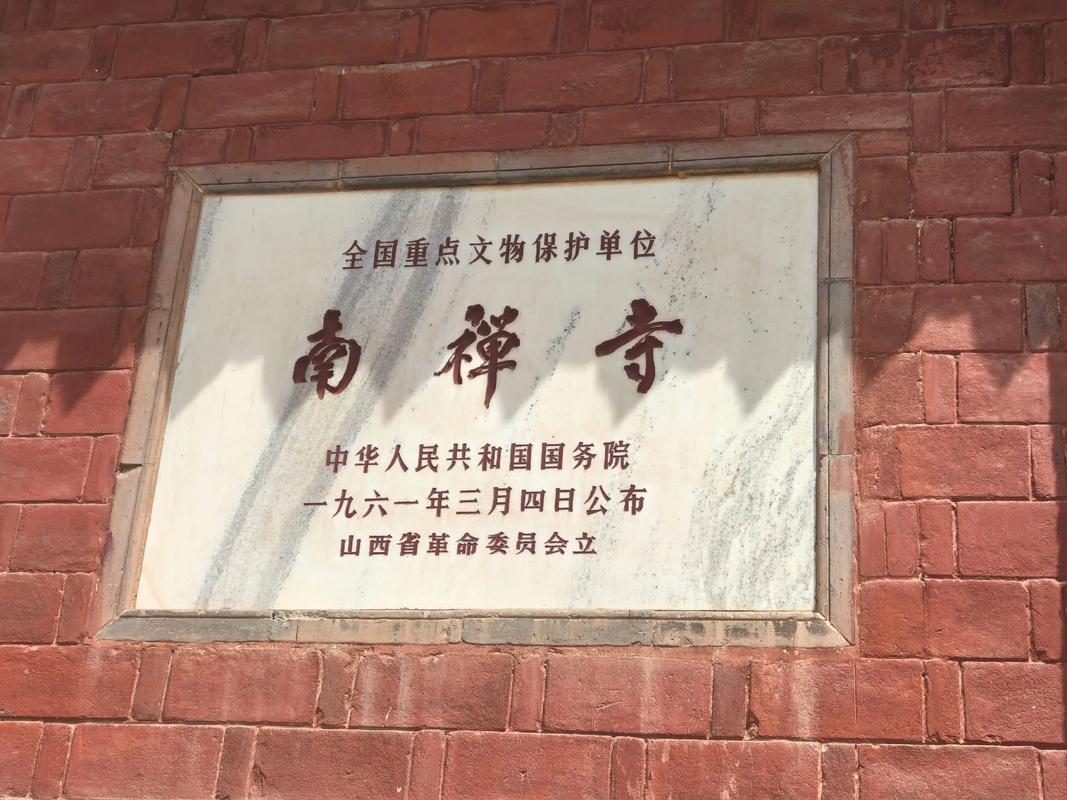 全国重点文物保护单位
南禅寺
中华人民共和国国务院
一九六一年三月四日公布
山西省革命委员会立